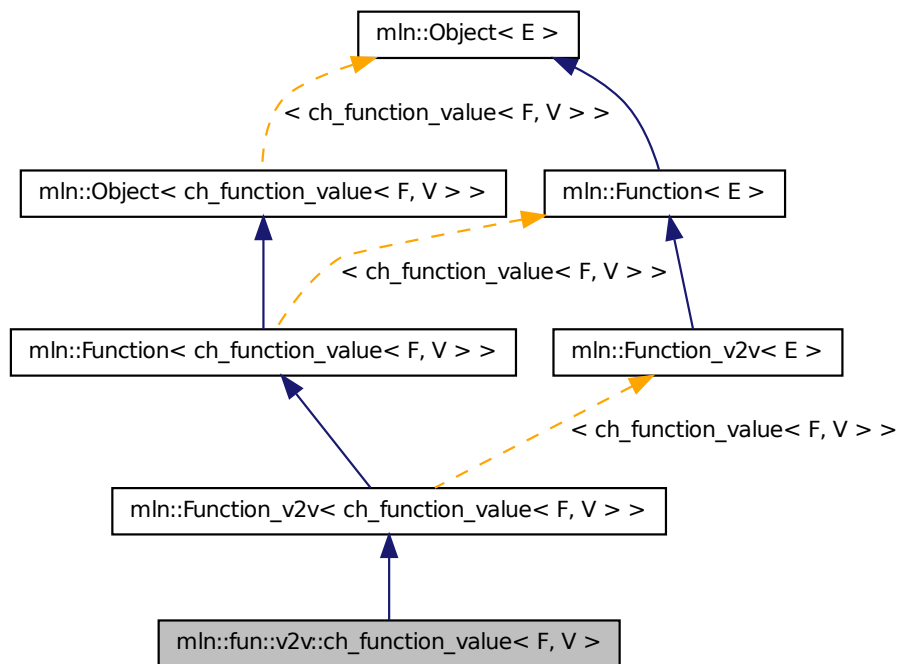 mln::Object< E >
< ch_function_value< F, V > >
mln::Object< ch_function_value< F, V > >
mln::Function< E >
< ch_function_value< F, V > >
mln::Function< ch_function_value< F, V > >
mln::Function_v2v< E >
< ch_function_value< F, V > >
mln::Function_v2v< ch_function_value< F, V > >
mln::fun::v2v::ch_function_value< F, V >